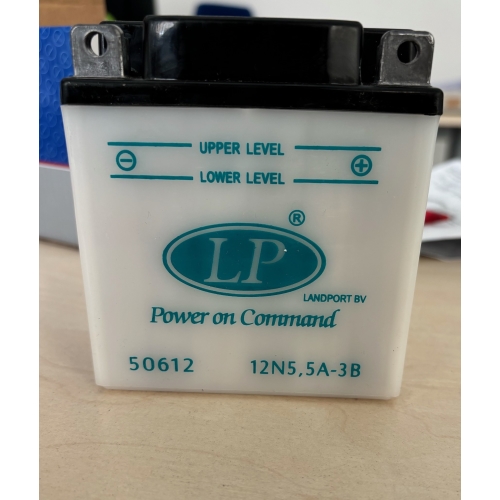 UPPER LEVEL
− +
LOWER LEVEL
®
LP
LANDPORT BV
Power on Command
50612 12N5,5A-3B